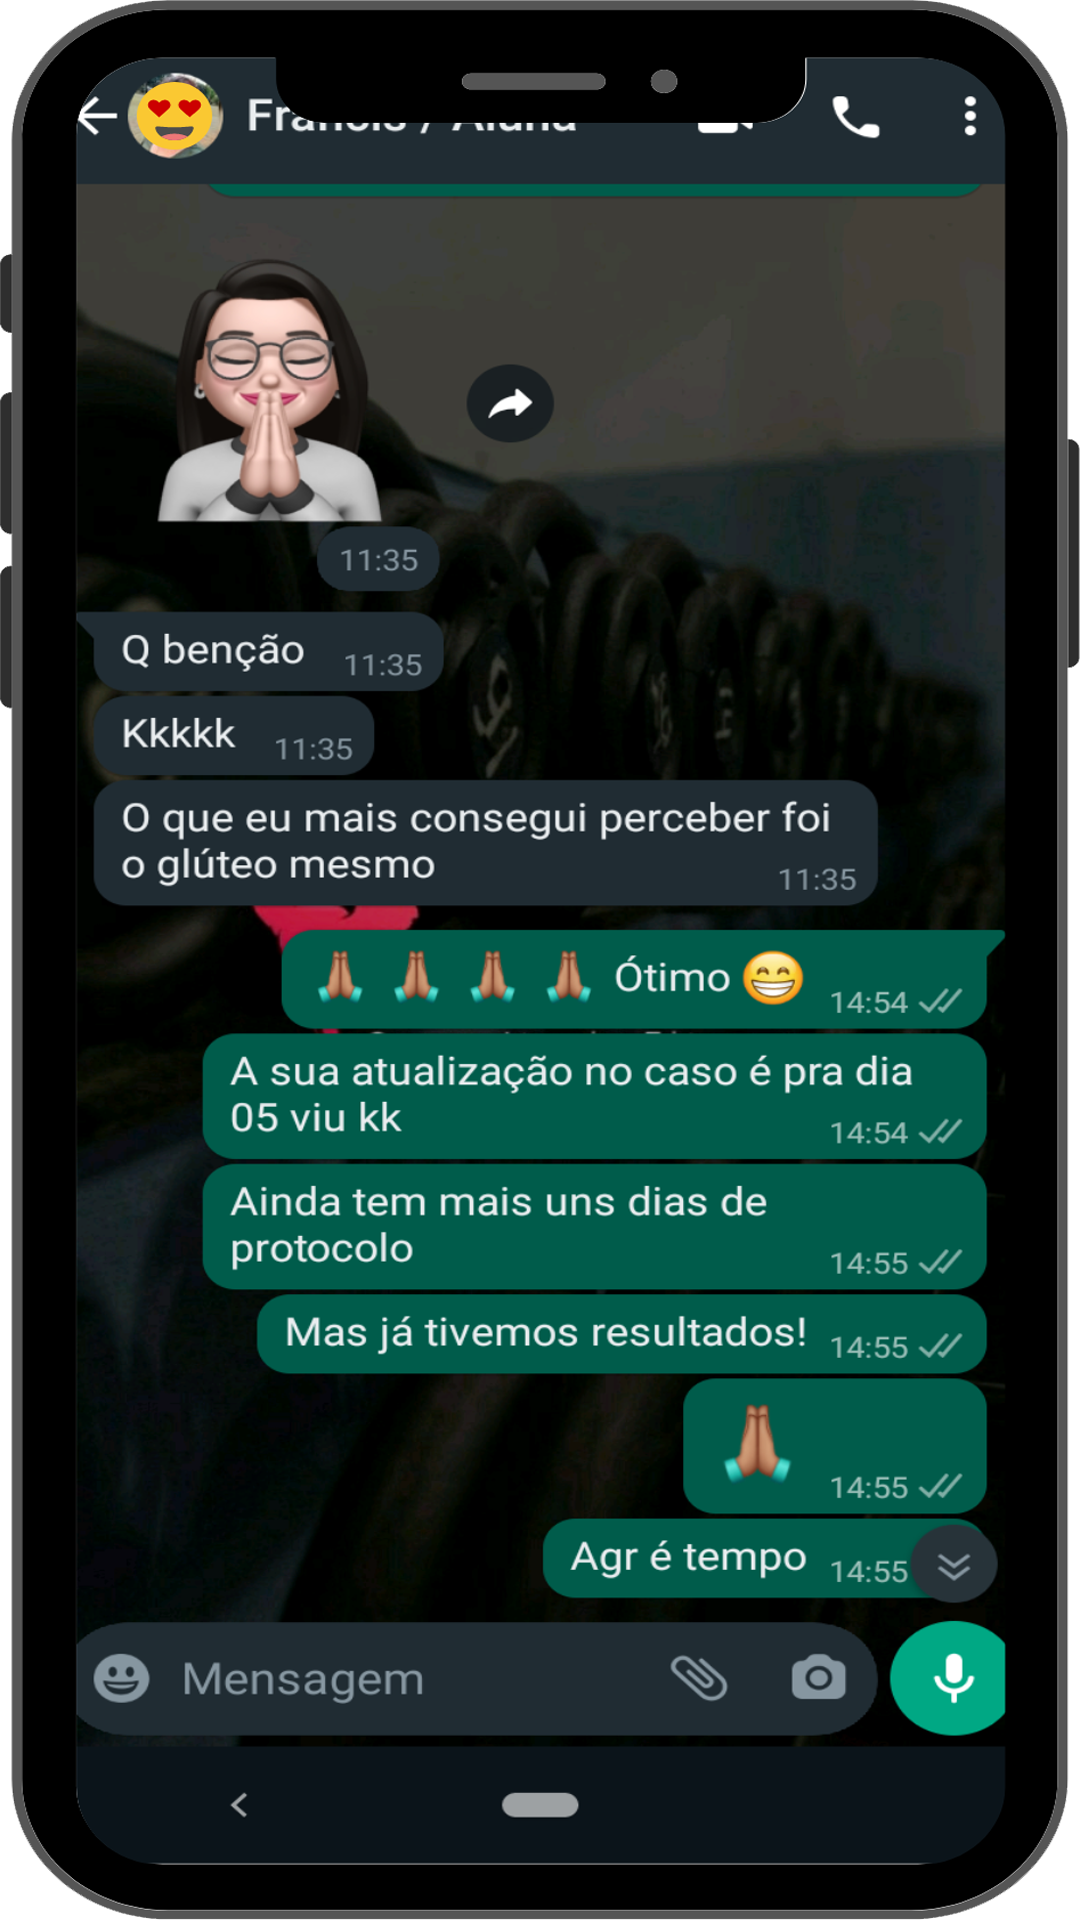 11:35
Q benção 11:35
Kkkkk 11:35
O que eu mais consegui perceber foi
o glúteo mesmo 11:35
🙏🏽 🙏🏽 🙏🏽 🙏🏽 Ótimo 😁 14:54
A sua atualização no caso é pra dia
05 viu kk 14:54
Ainda tem mais uns dias de
protocolo 14:55
Mas já tivemos resultados! 14:55
🙏🏽 14:55
Agr é tempo 14:55
Mensagem